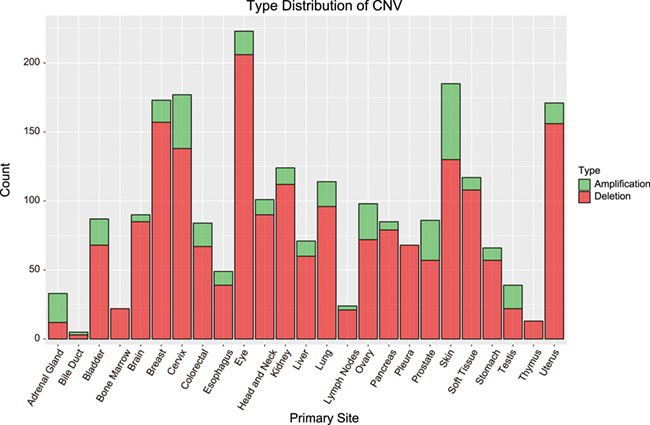 Type Distribution of CNV
Count
200
150
100
50
0
Type
Amplification
Deletion
Adrenal Gland
Bile Duct
Bladder
Bone Marrow
Brain
Breast
Cervix
Colorectal
Esophagus
Eye
Head and Neck
Kidney
Liver
Lung
Lymph Nodes
Ovary
Pancreas
Pleura
Prostate
Skin
Soft Tissue
Stomach
Testis
Thymus
Uterus
Primary Site